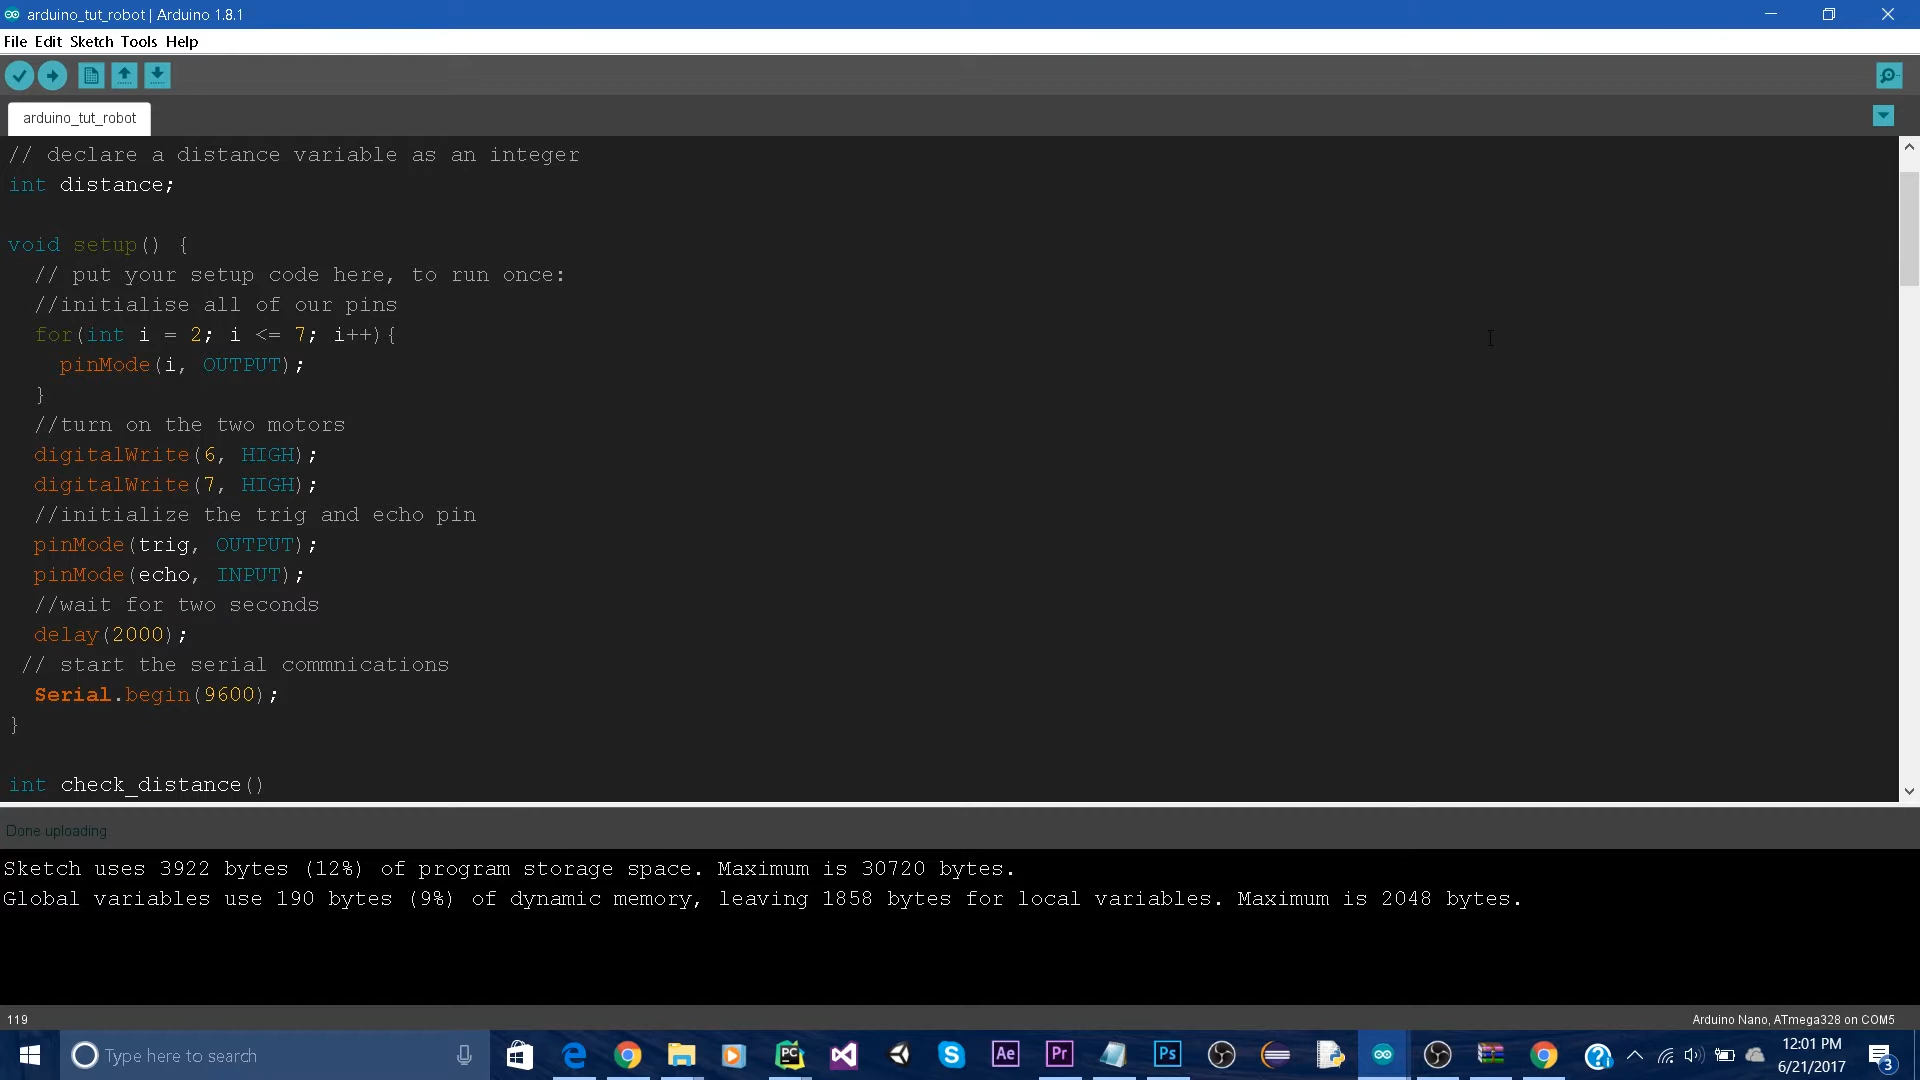 arduino_tut_robot | Arduino 1.8.1
File Edit Sketch Tools Help
arduino_tut_robot
// declare a distance variable as an integer
int distance;
void setup() {
// put your setup code here, to run once:
//initialise all of our pins
for(int i = 2; i <= 7; i++){
pinMode(i, OUTPUT);
}
//turn on the two motors
digitalWrite(6, HIGH);
digitalWrite(7, HIGH);
//initialize the trig and echo pin
pinMode(trig, OUTPUT);
pinMode(echo, INPUT);
//wait for two seconds
delay(2000);
// start the serial commnications
Serial.begin(9600);
}
int check_distance()
Done uploading.
Sketch uses 3922 bytes (12%) of program storage space. Maximum is 30720 bytes.
Global variables use 190 bytes (9%) of dynamic memory, leaving 1858 bytes for local variables. Maximum is 2048 bytes.
119
Arduino Nano, ATmega328 on COM5
Type here to search
PC
S
Ae
Pr
Ps
12:01 PM
6/21/2017
3